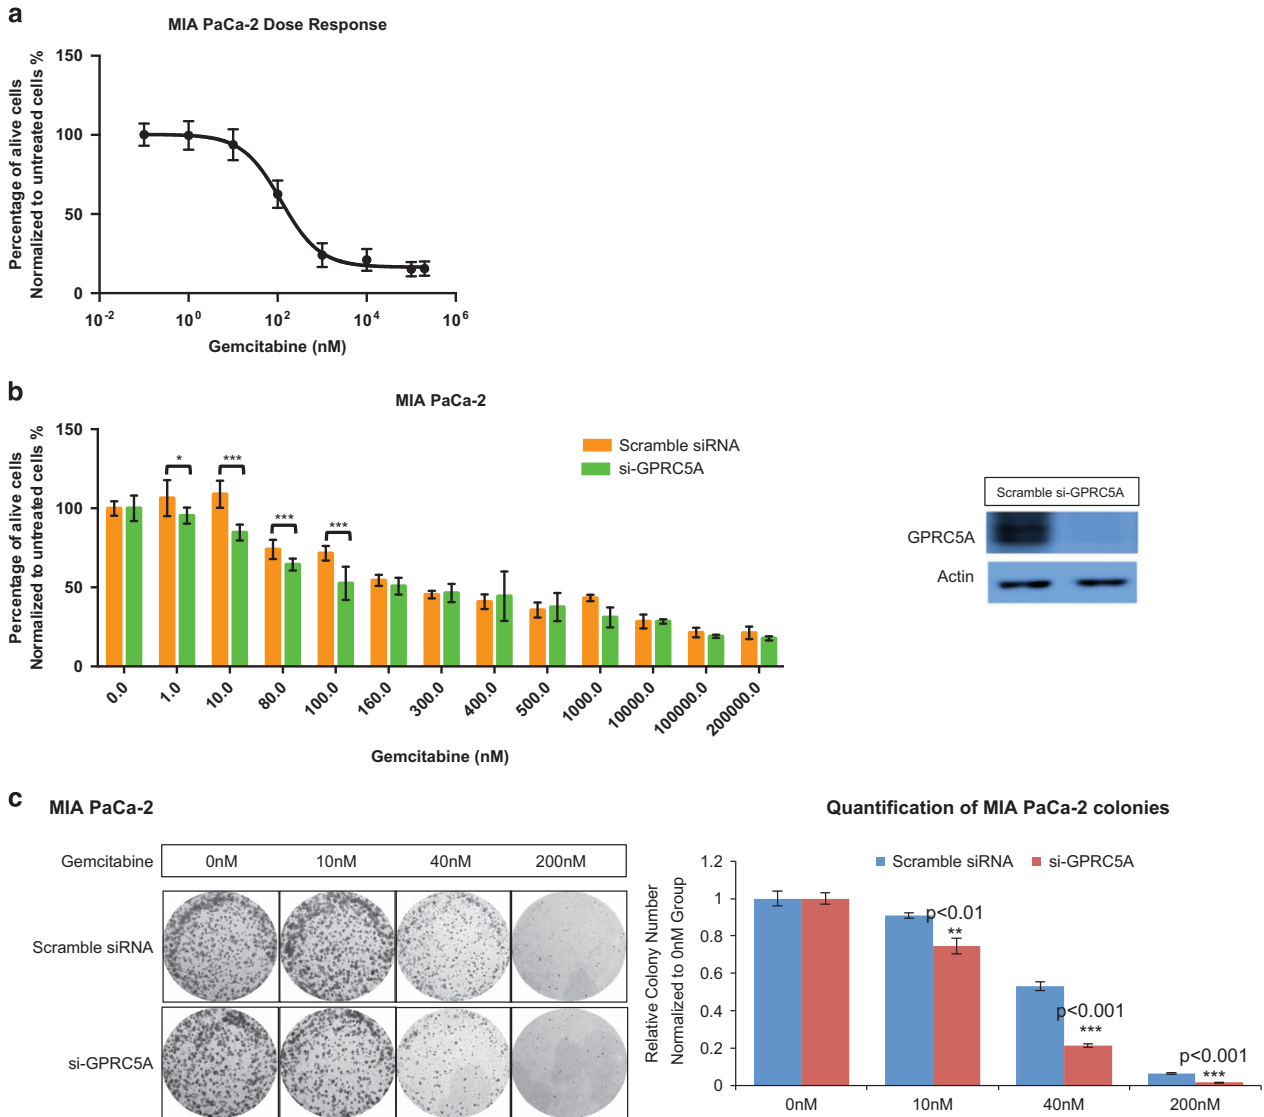 a
MIA PaCa-2 Dose Response
Percentage of alive cells
Normalized to untreated cells %
150
100
50
0
10-2 100 102 104 106
Gemcitabine (nM)
b
MIA PaCa-2
Percentage of alive cells
Normalized to untreated cells %
150
100
50
0
* *** *** ***
Scramble siRNA
si-GPRC5A
0.0 1.0 10.0 80.0 100.0 160.0 300.0 400.0 500.0 1000.0 10000.0 100000.0 200000.0
Gemcitabine (nM)
Scramble si-GPRC5A
GPRC5A
Actin
c
MIA PaCa-2
Gemcitabine 0nM 10nM 40nM 200nM
Scramble siRNA
si-GPRC5A
Quantification of MIA PaCa-2 colonies
Relative Colony Number
Normalized to 0nM Group
1.2
1
0.8
0.6
0.4
0.2
0
Scramble siRNA si-GPRC5A
p<0.01
**
p<0.001
***
p<0.001
***
0nM 10nM 40nM 200nM